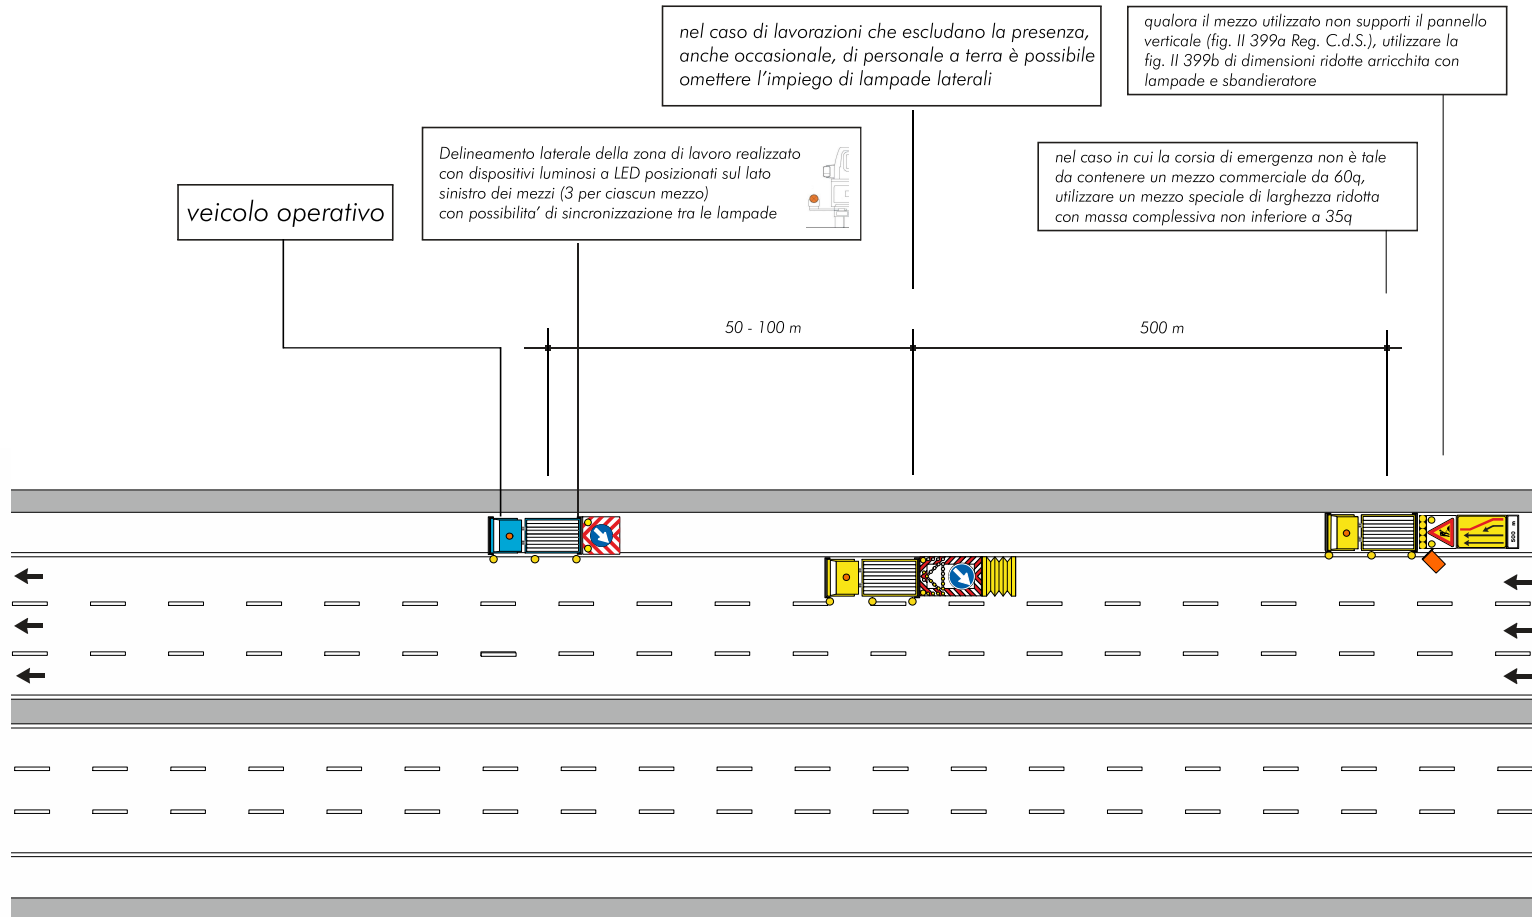 nel caso di lavorazioni che escludano la presenza,
anche occasionale, di personale a terra è possibile
omettere l'impiego di lampade laterali
qualora il mezzo utilizzato non supporti il pannello
verticale (fig. II 399a Reg. C.d.S.), utilizzare la
fig. II 399b di dimensioni ridotte arricchita con
lampade e sbandieratore
Delineamento laterale della zona di lavoro realizzato
con dispositivi luminosi a LED posizionati sul lato
sinistro dei mezzi (3 per ciascun mezzo)
con possibilita' di sincronizzazione tra le lampade
nel caso in cui la corsia di emergenza non è tale
da contenere un mezzo commerciale da 60q,
utilizzare un mezzo speciale di larghezza ridotta
con massa complessiva non inferiore a 35q
veicolo operativo
50 - 100 m
500 m
500 m